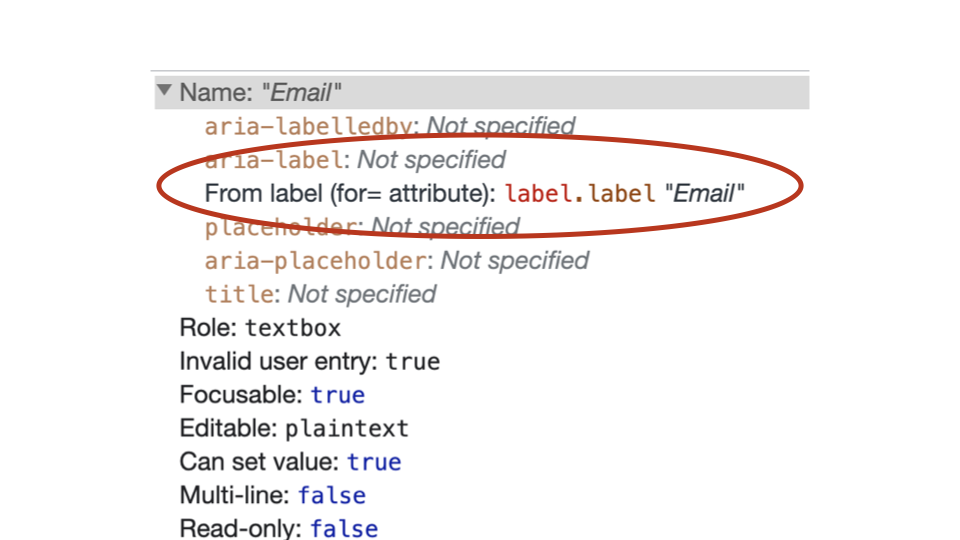 Name: "Email"
aria-labelledby: Not specified
aria-label: Not specified
From label (for= attribute): label.label "Email"
placeholder: Not specified
aria-placeholder: Not specified
title: Not specified
Role: textbox
Invalid user entry: true
Focusable: true
Editable: plaintext
Can set value: true
Multi-line: false
Read-only: false